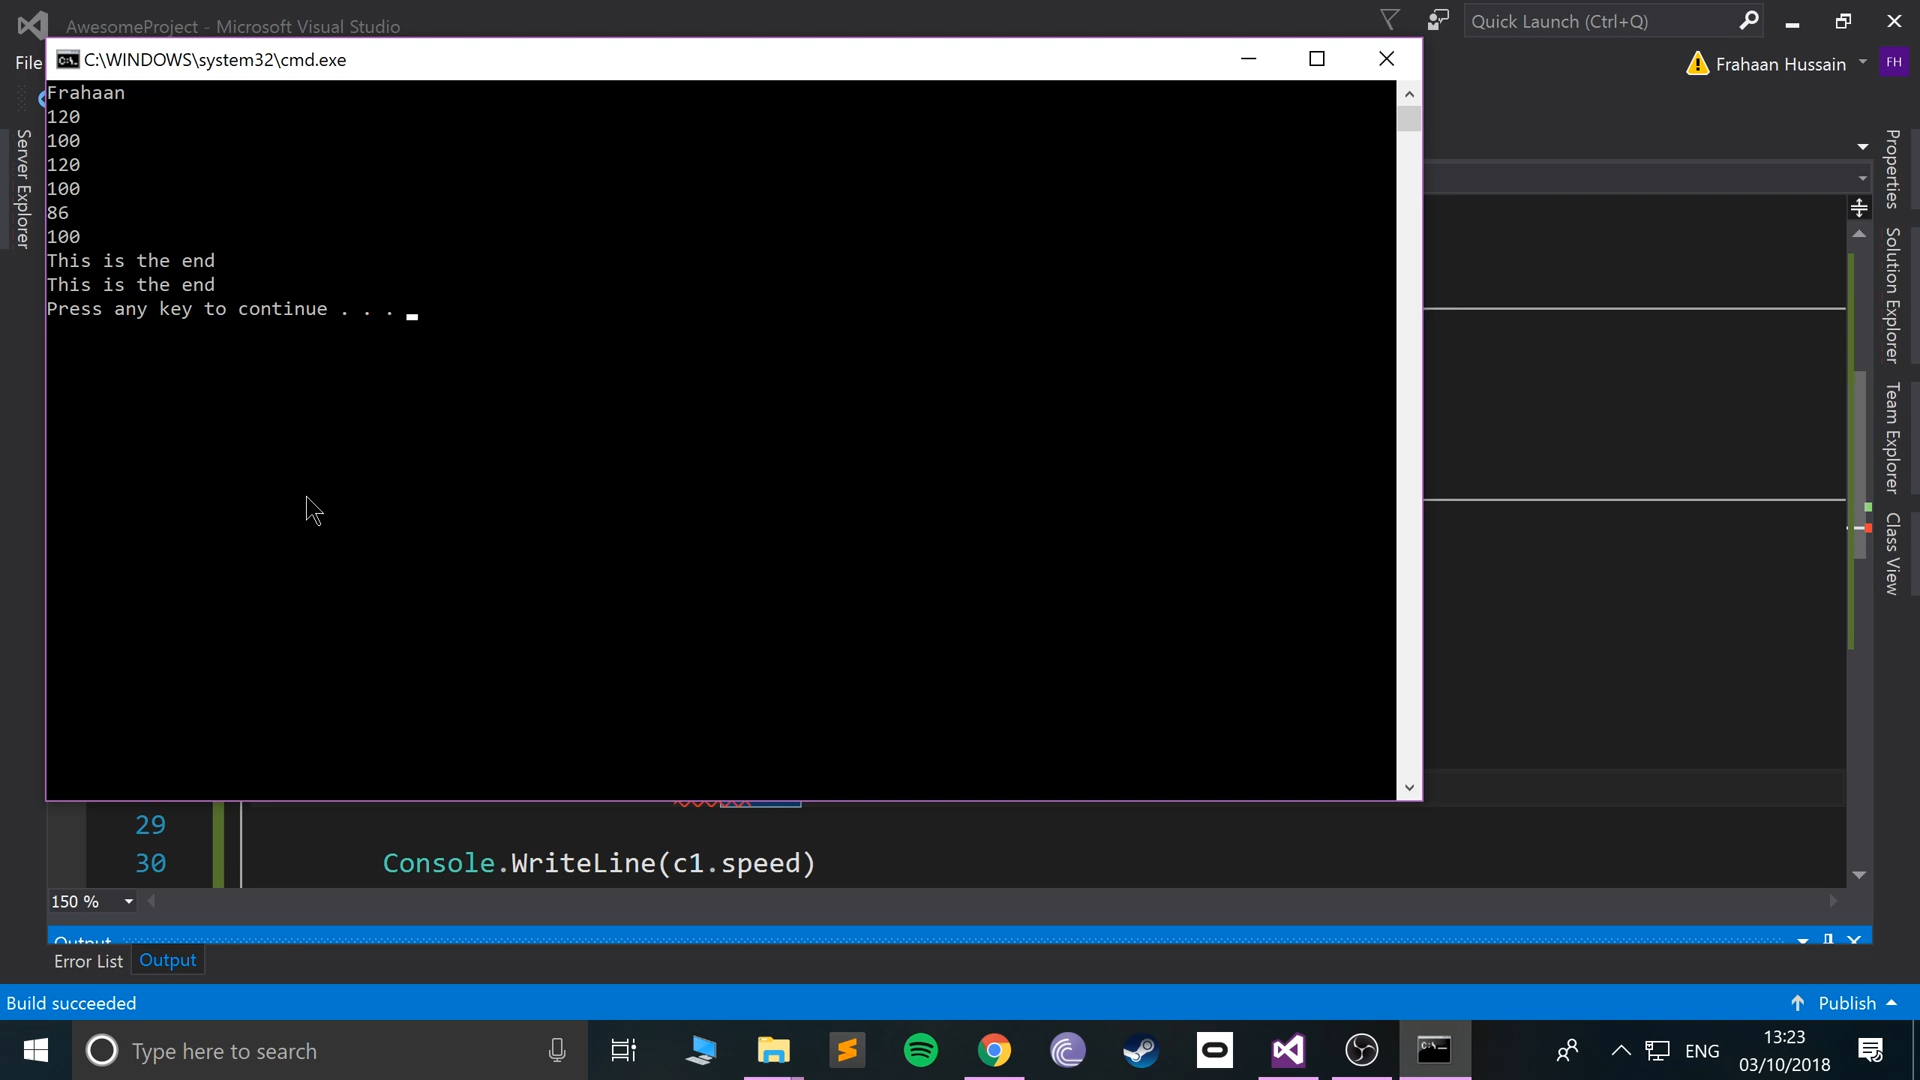 AwesomeProject - Microsoft Visual Studio
Quick Launch (Ctrl+Q)
File
C:\WINDOWS\system32\cmd.exe
Frahaan Hussain
FH
Frahaan
120
100
120
100
86
100
This is the end
This is the end
Press any key to continue . . .
Server Explorer
Properties
Solution Explorer
Team Explorer
Class View
29
30
Console.WriteLine(c1.speed)
150 %
Output
Error List
Output
Build succeeded
Publish
Type here to search
ENG
13:23
03/10/2018